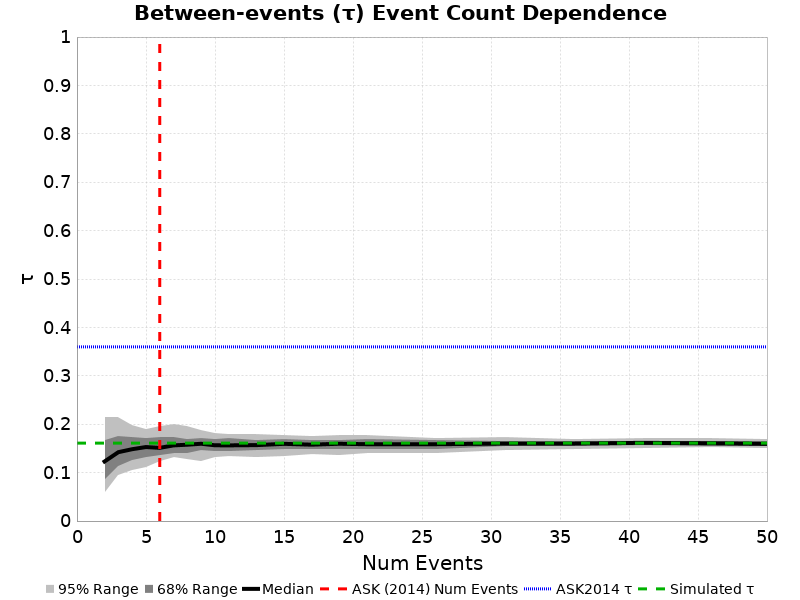 Between-events (τ) Event Count Dependence
1
0.9
0.8
0.7
0.6
0.5
0.4
0.3
0.2
0.1
0
τ
0 5 10 15 20 25 30 35 40 45 50
Num Events
95% Range 68% Range Median ASK (2014) Num Events ASK2014 τ Simulated τ